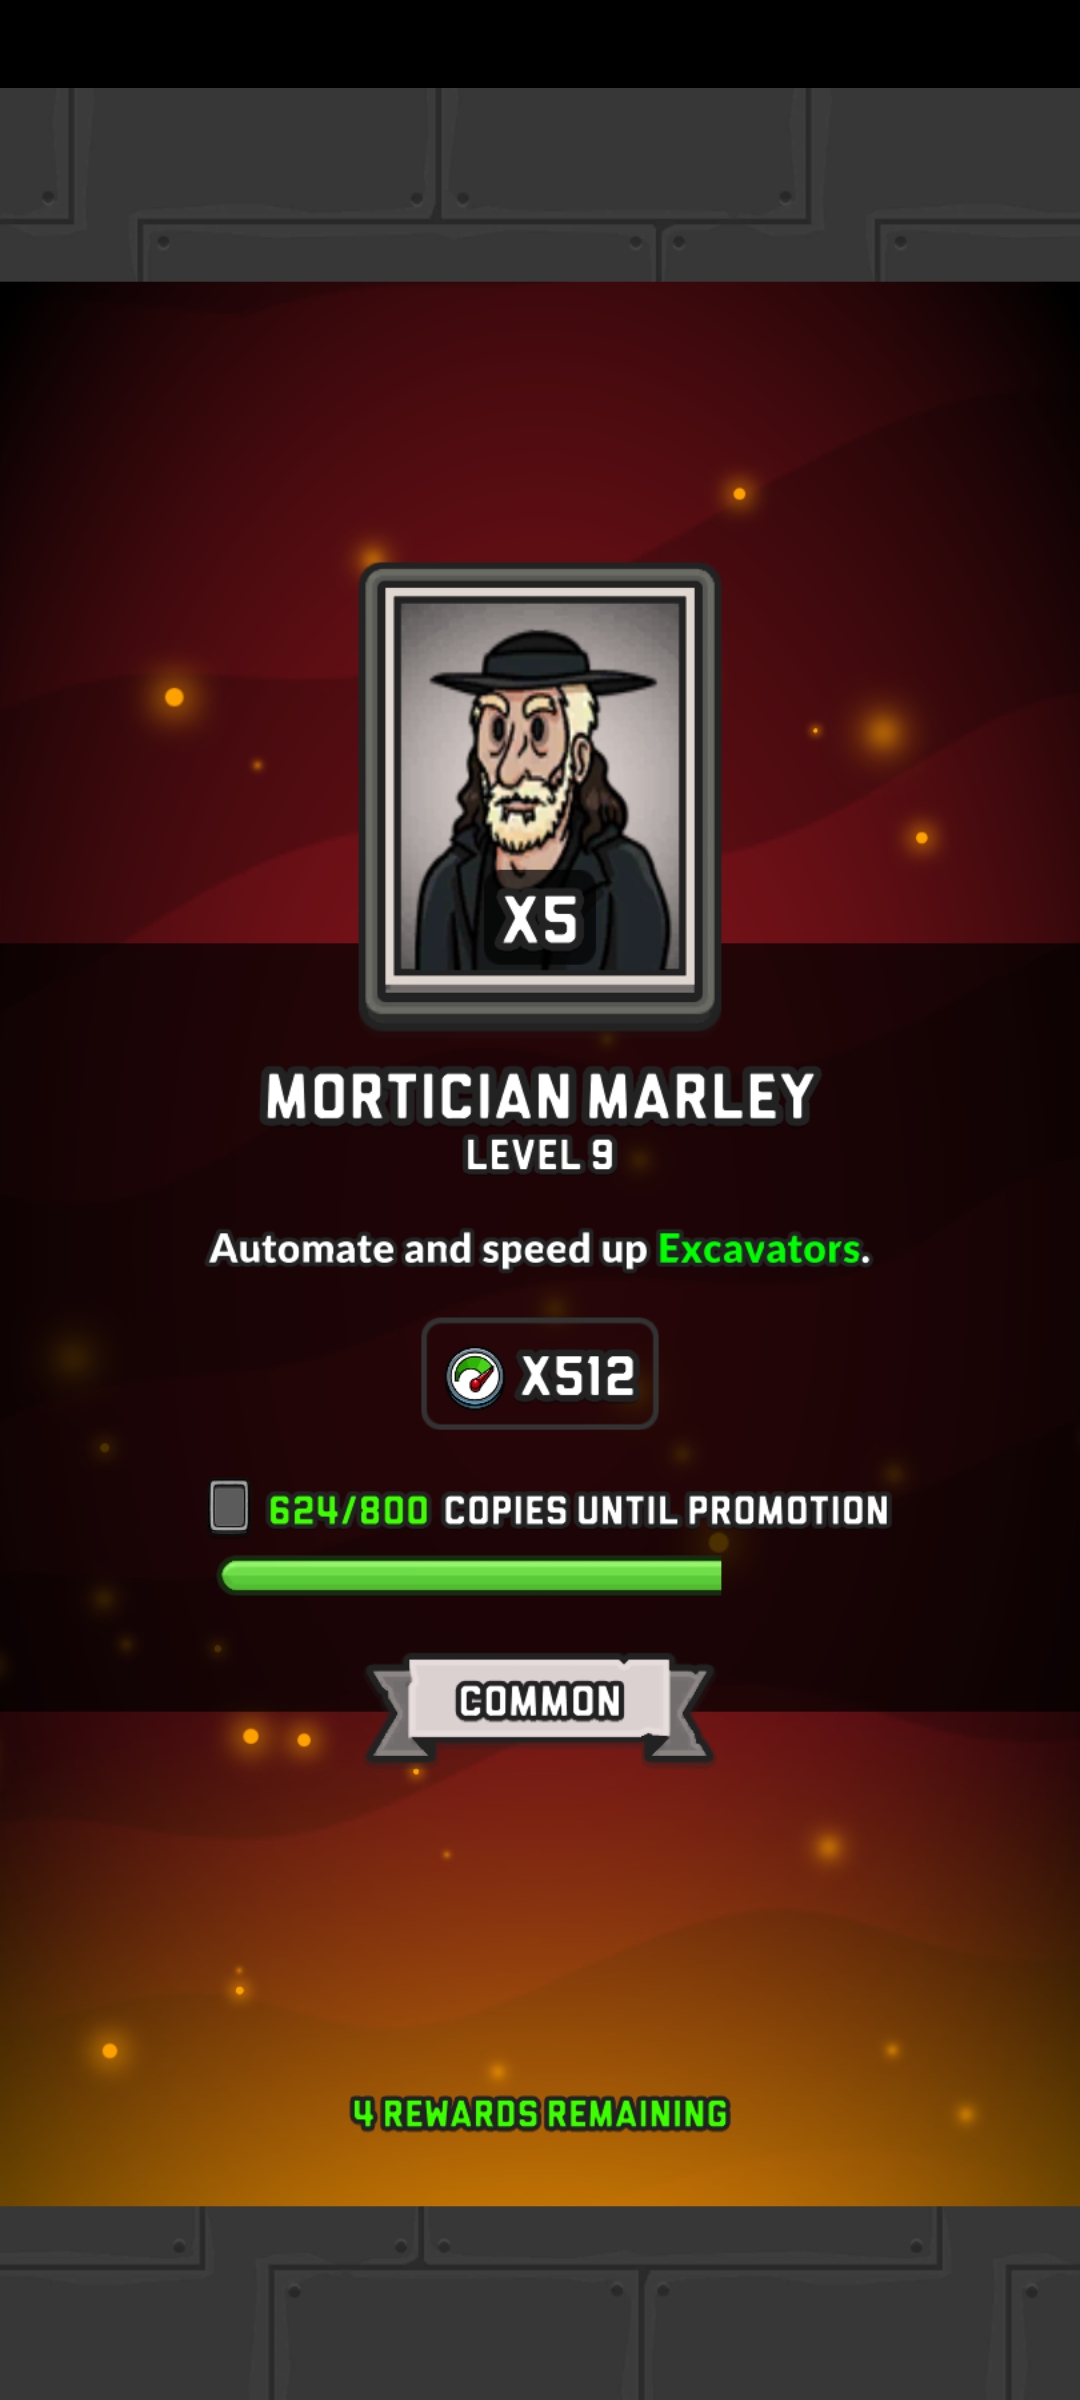 X5
MORTICIAN MARLEY
LEVEL 9
Automate and speed up Excavators.
X512
624/800 COPIES UNTIL PROMOTION
COMMON
4 REWARDS REMAINING